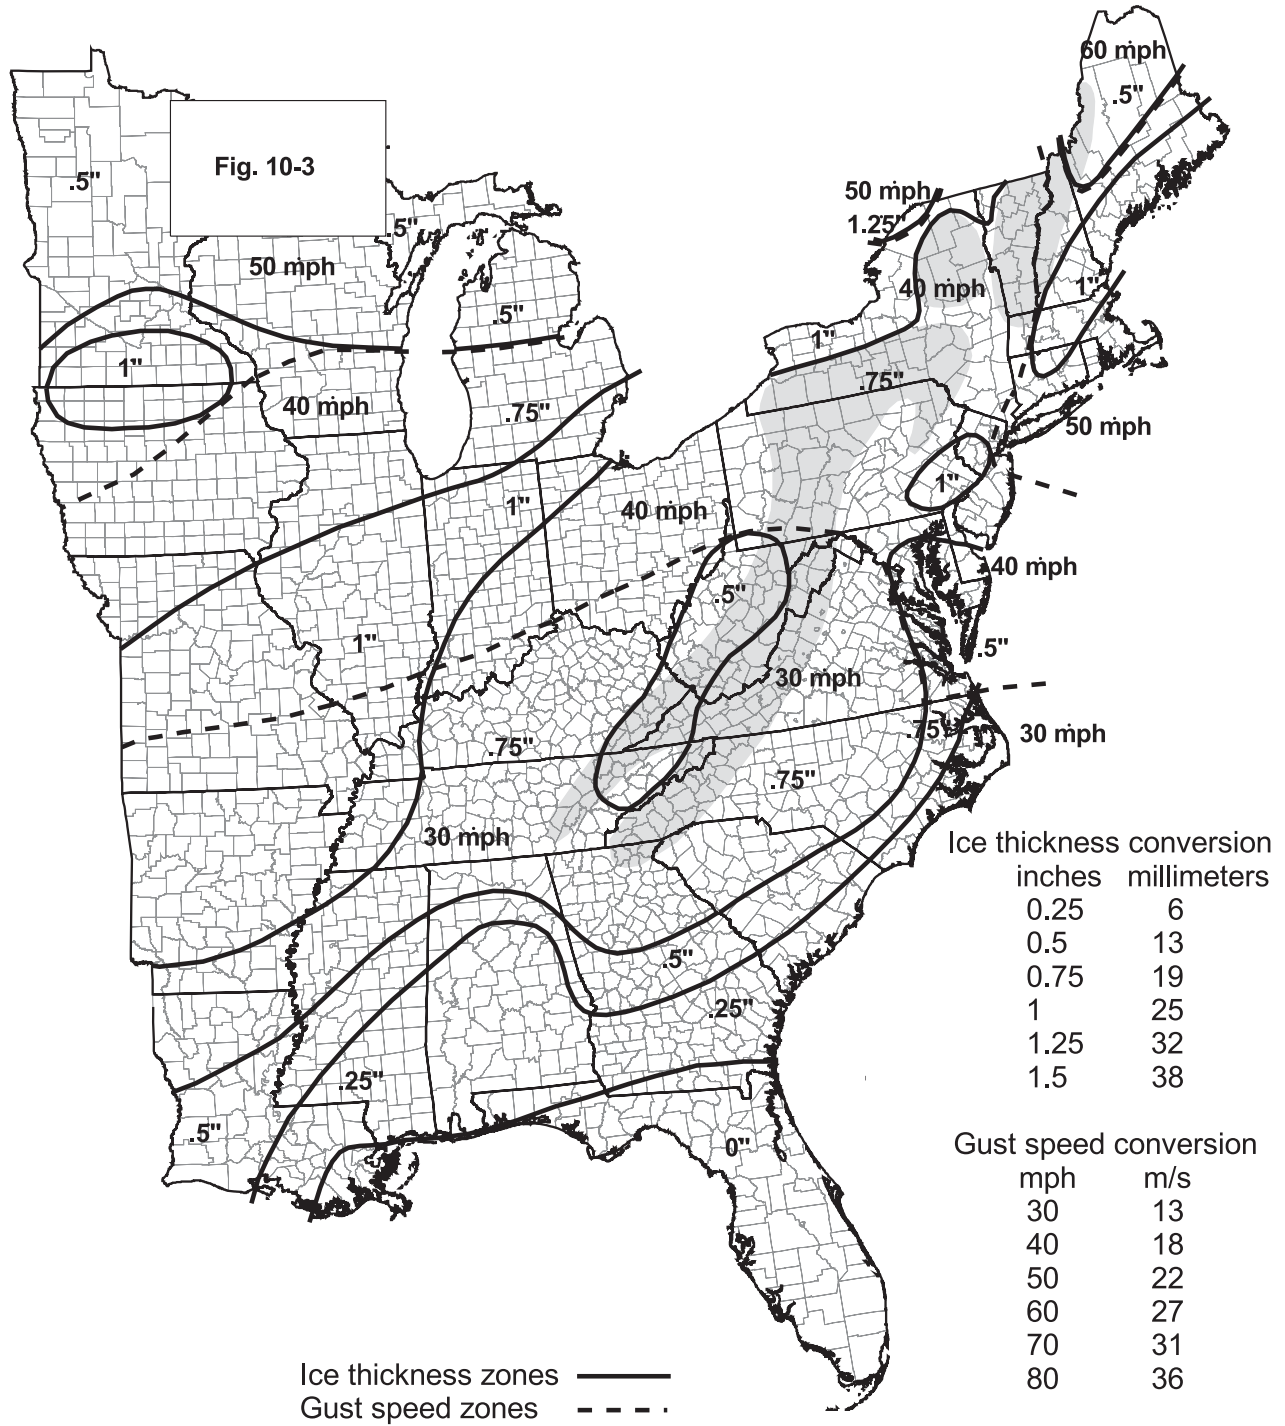 60 mph
.5"
Fig. 10-3
.5"
50 mph
1.25"
.5"
50 mph
40 mph
1"
.5"
1"
1"
.75"
40 mph
.75"
50 mph
1"
1"
40 mph
40 mph
.5"
1"
.5"
30 mph
.75"
30 mph
.75"
.75"
30 mph
.5"
.25"
.25"
.5"
0"
Ice thickness conversion
inches millimeters
0.25 6
0.5 13
0.75 19
1 25
1.25 32
1.5 38
Gust speed conversion
mph m/s
30 13
40 18
50 22
60 27
70 31
80 36
Ice thickness zones
Gust speed zones